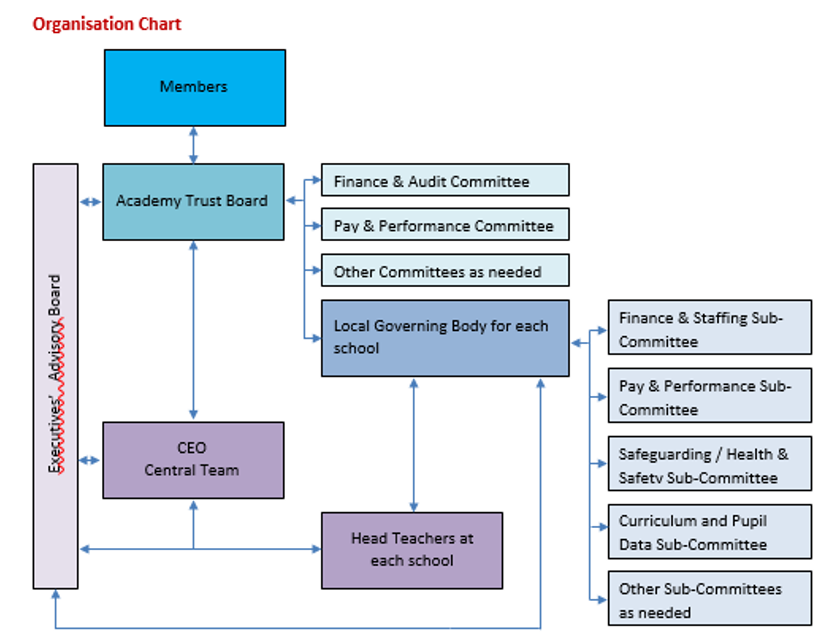 Organisation Chart
Members
Academy Trust Board
Finance & Audit Committee
Pay & Performance Committee
Other Committees as needed
Local Governing Body for each
school
Finance & Staffing Sub-
Committee
Pay & Performance Sub-
Committee
Safeguarding / Health &
Safety Sub-Committee
Curriculum and Pupil
Data Sub-Committee
Other Sub-Committees
as needed
Executives' Advisory Board
CEO
Central Team
Head Teachers at
each school